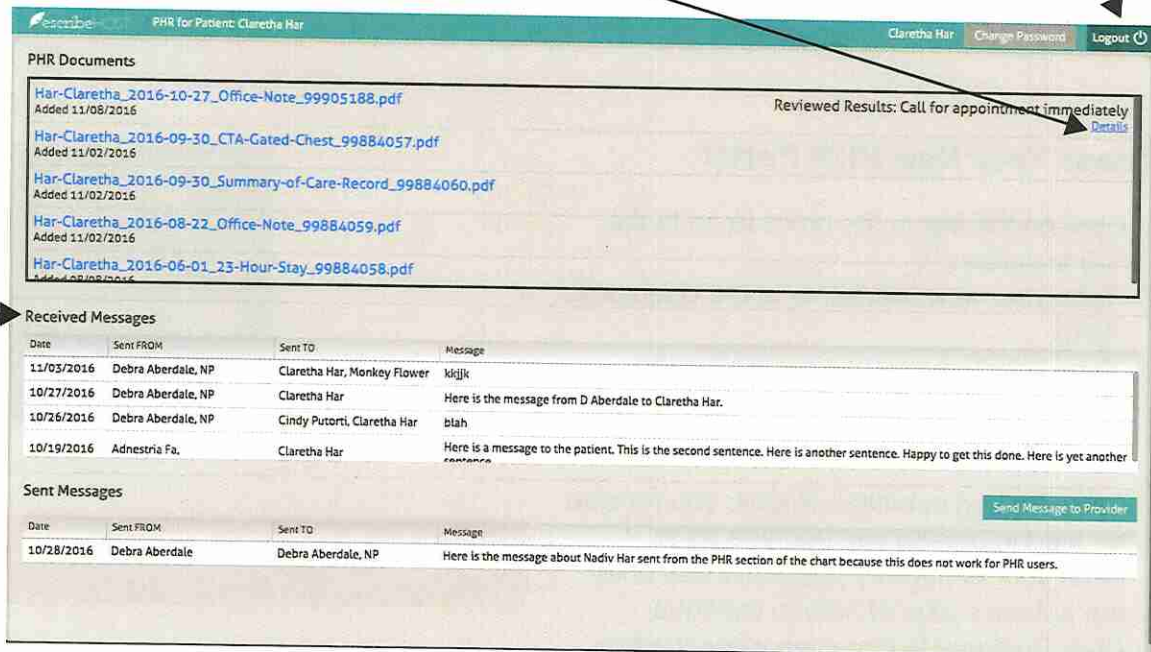 escribeHOST PHR for Patient: Claretha Har Claretha Har Change Password Logout
PHR Documents
Har-Claretha_2016-10-27_Office-Note_99905188.pdf
Added 11/08/2016
Reviewed Results: Call for appointment immediately
Details
Har-Claretha_2016-09-30_CTA-Gated-Chest_99884057.pdf
Added 11/02/2016
Har-Claretha_2016-09-30_Summary-of-Care-Record_99884060.pdf
Added 11/02/2016
Har-Claretha_2016-08-22_Office-Note_99884059.pdf
Added 11/02/2016
Har-Claretha_2016-06-01_23-Hour-Stay_99884058.pdf
Added 08/08/2016
Received Messages
Date Sent FROM Sent TO Message
11/03/2016 Debra Aberdale, NP Claretha Har, Monkey Flower kkjjk
10/27/2016 Debra Aberdale, NP Claretha Har Here is the message from D Aberdale to Claretha Har.
10/26/2016 Debra Aberdale, NP Cindy Putorti, Claretha Har blah
10/19/2016 Adnestria Fa, Claretha Har Here is a message to the patient. This is the second sentence. Here is another sentence. Happy to get this done. Here is yet another
sentence
Sent Messages
Send Message to Provider
Date Sent FROM Sent TO Message
10/28/2016 Debra Aberdale Debra Aberdale, NP Here is the message about Nadiv Har sent from the PHR section of the chart because this does not work for PHR users.